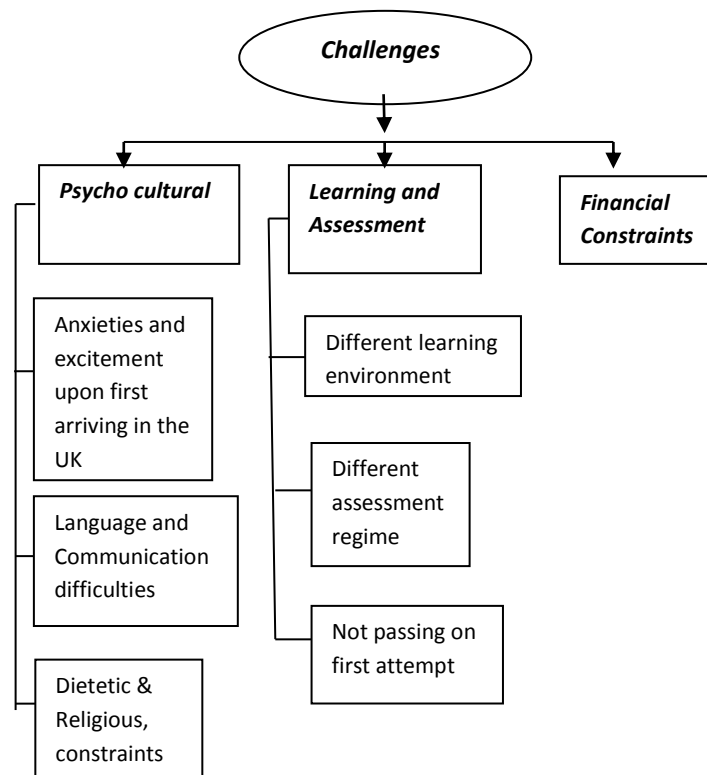 Challenges
Psycho cultural
Anxieties and
excitement
upon first
arriving in the
UK
Language and
Communication
difficulties
Dietetic &
Religious,
constraints
Learning and
Assessment
Different learning
environment
Different
assessment
regime
Not passing on
first attempt
Financial
Constraints